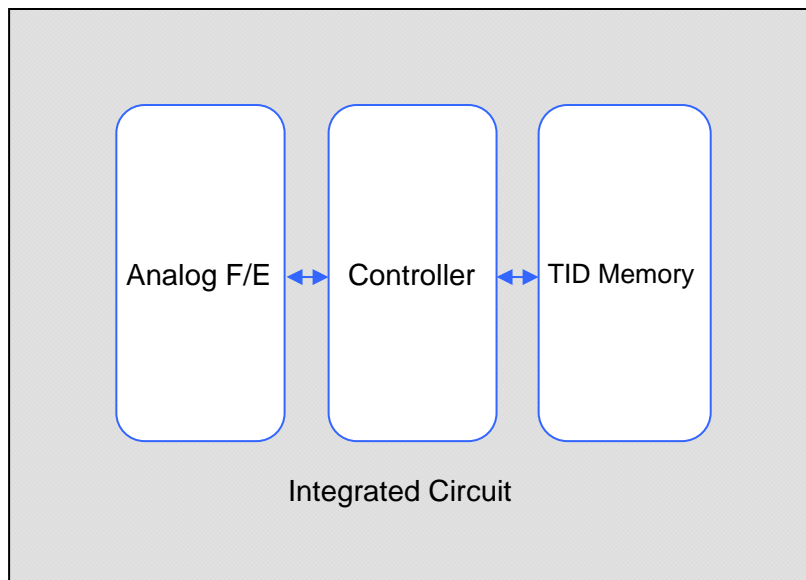 Analog F/E
Controller
TID Memory
Integrated Circuit